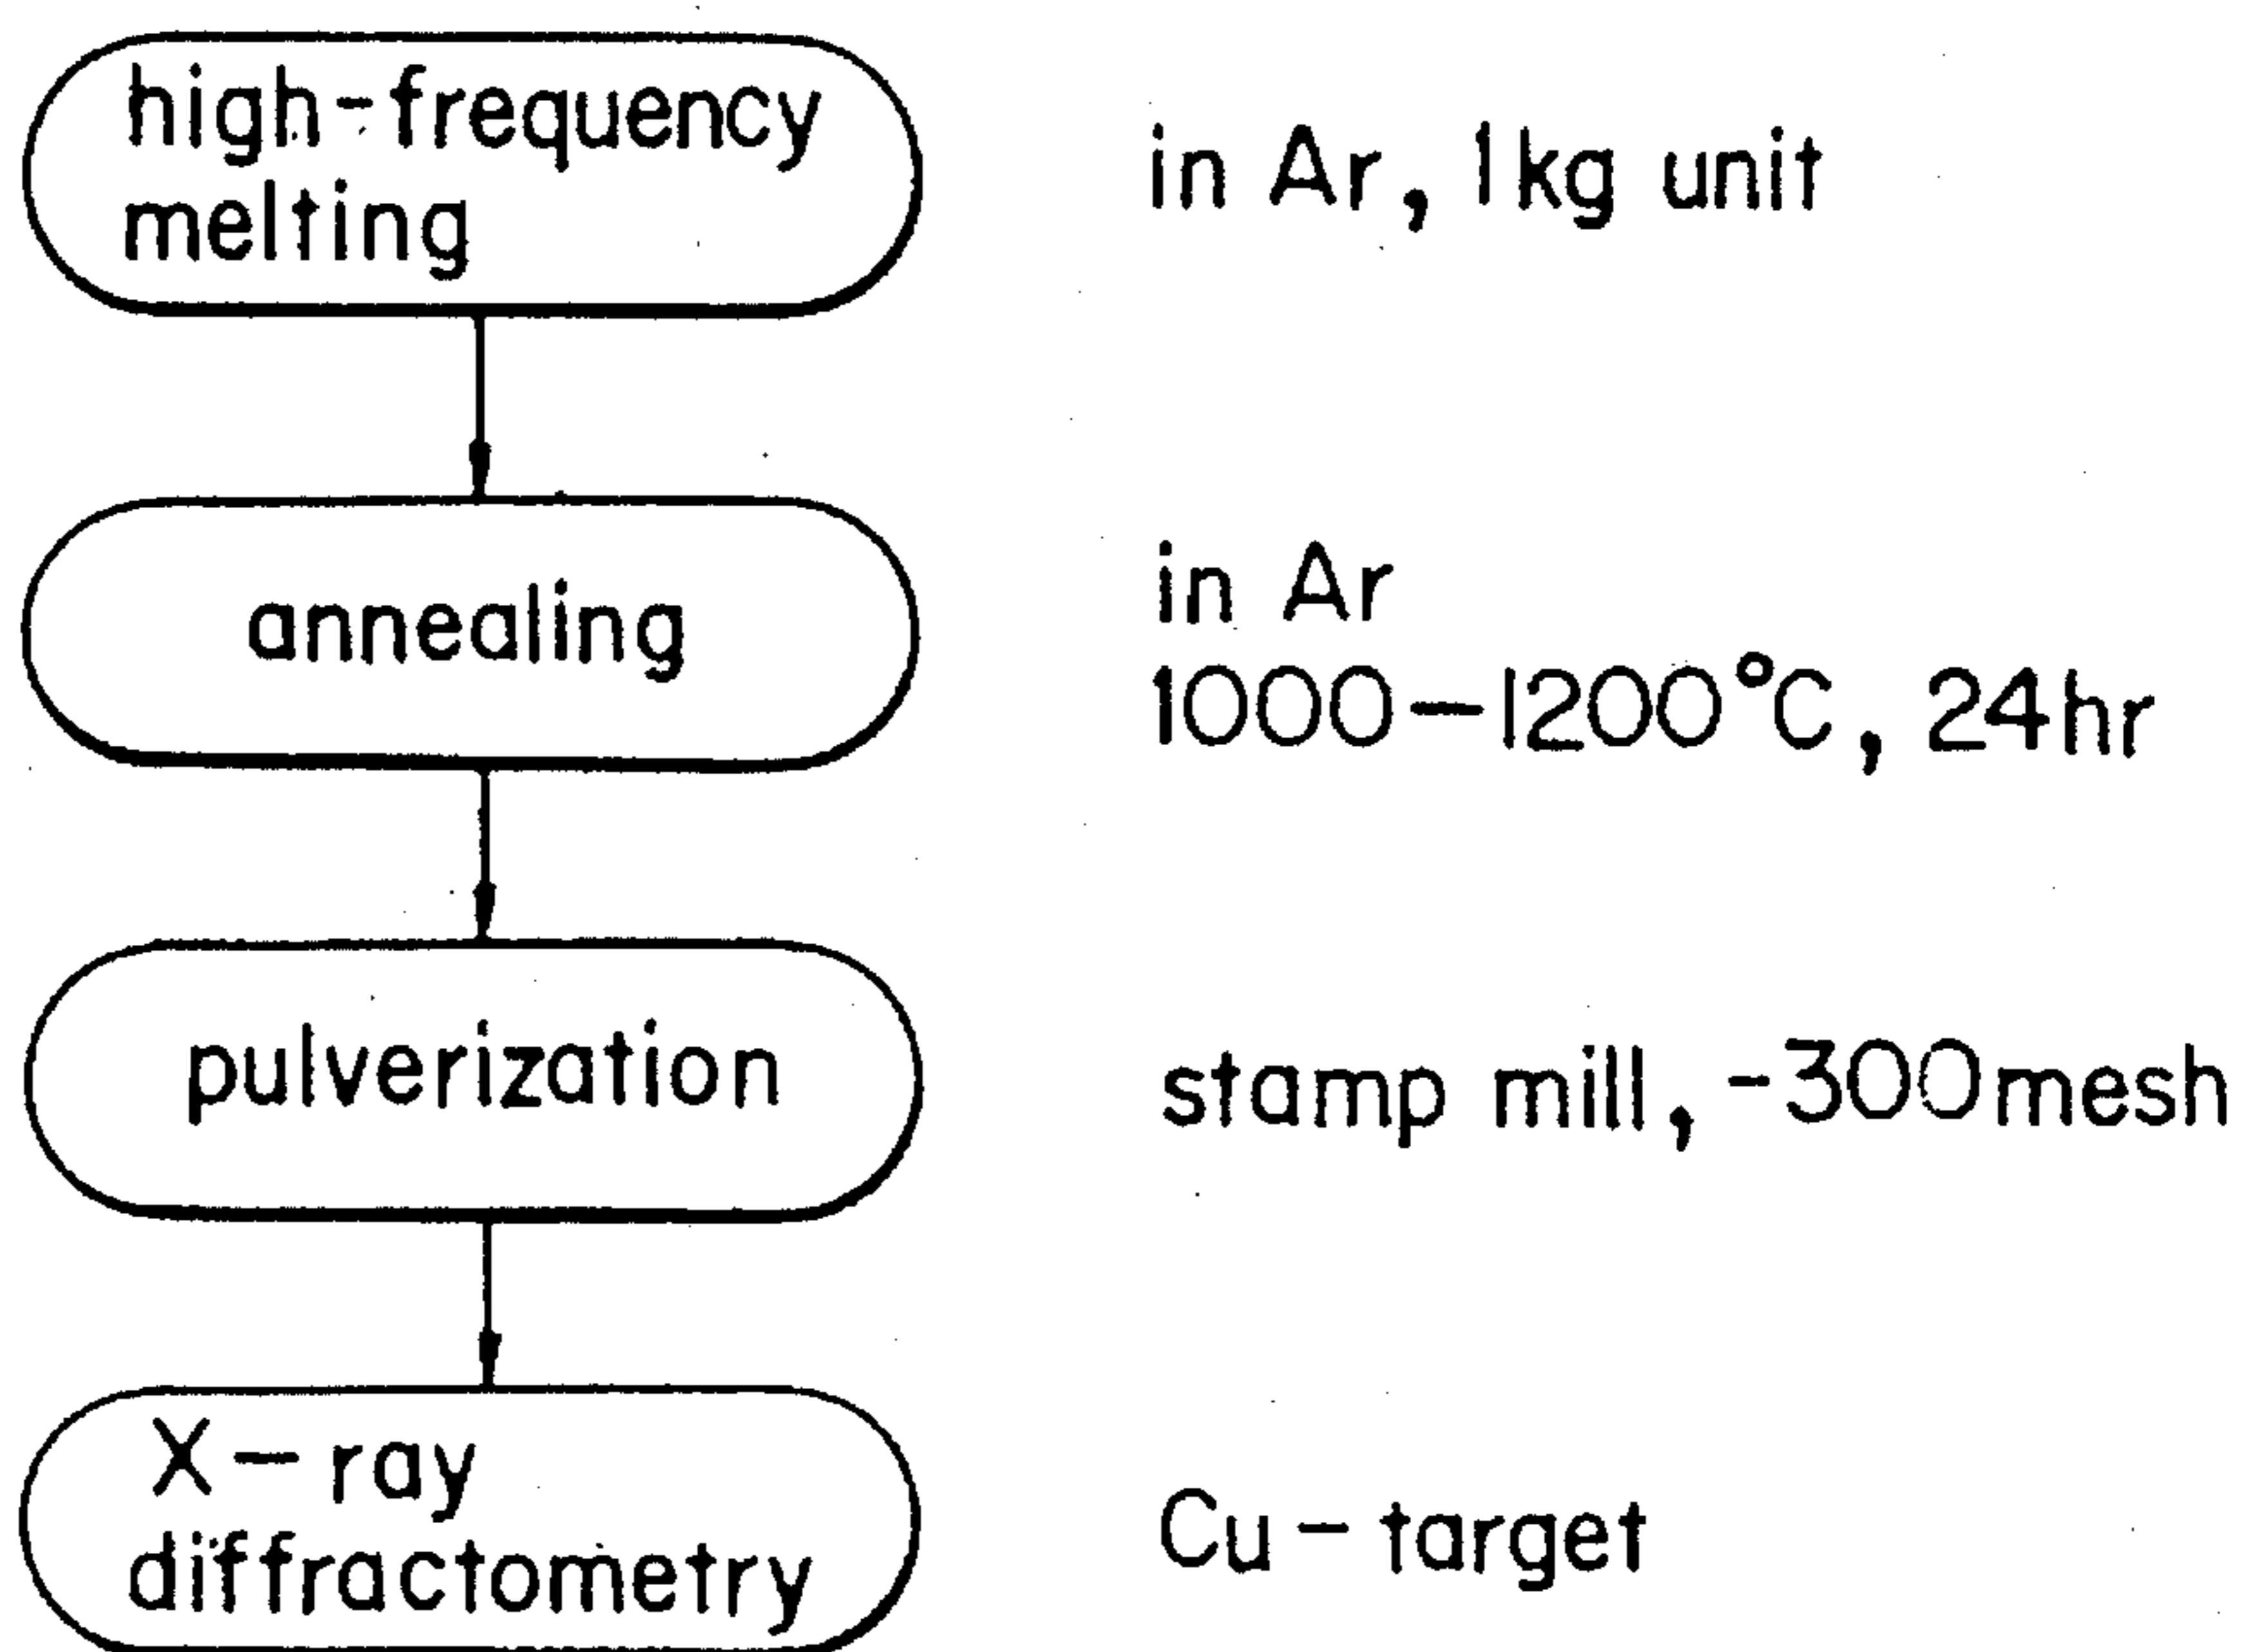 high-frequency
melting
in Ar, 1kg unit
annealing
in Ar
1000-1200°C, 24hr
pulverization
stamp mill, -300mesh
X-ray
diffractometry
Cu-target